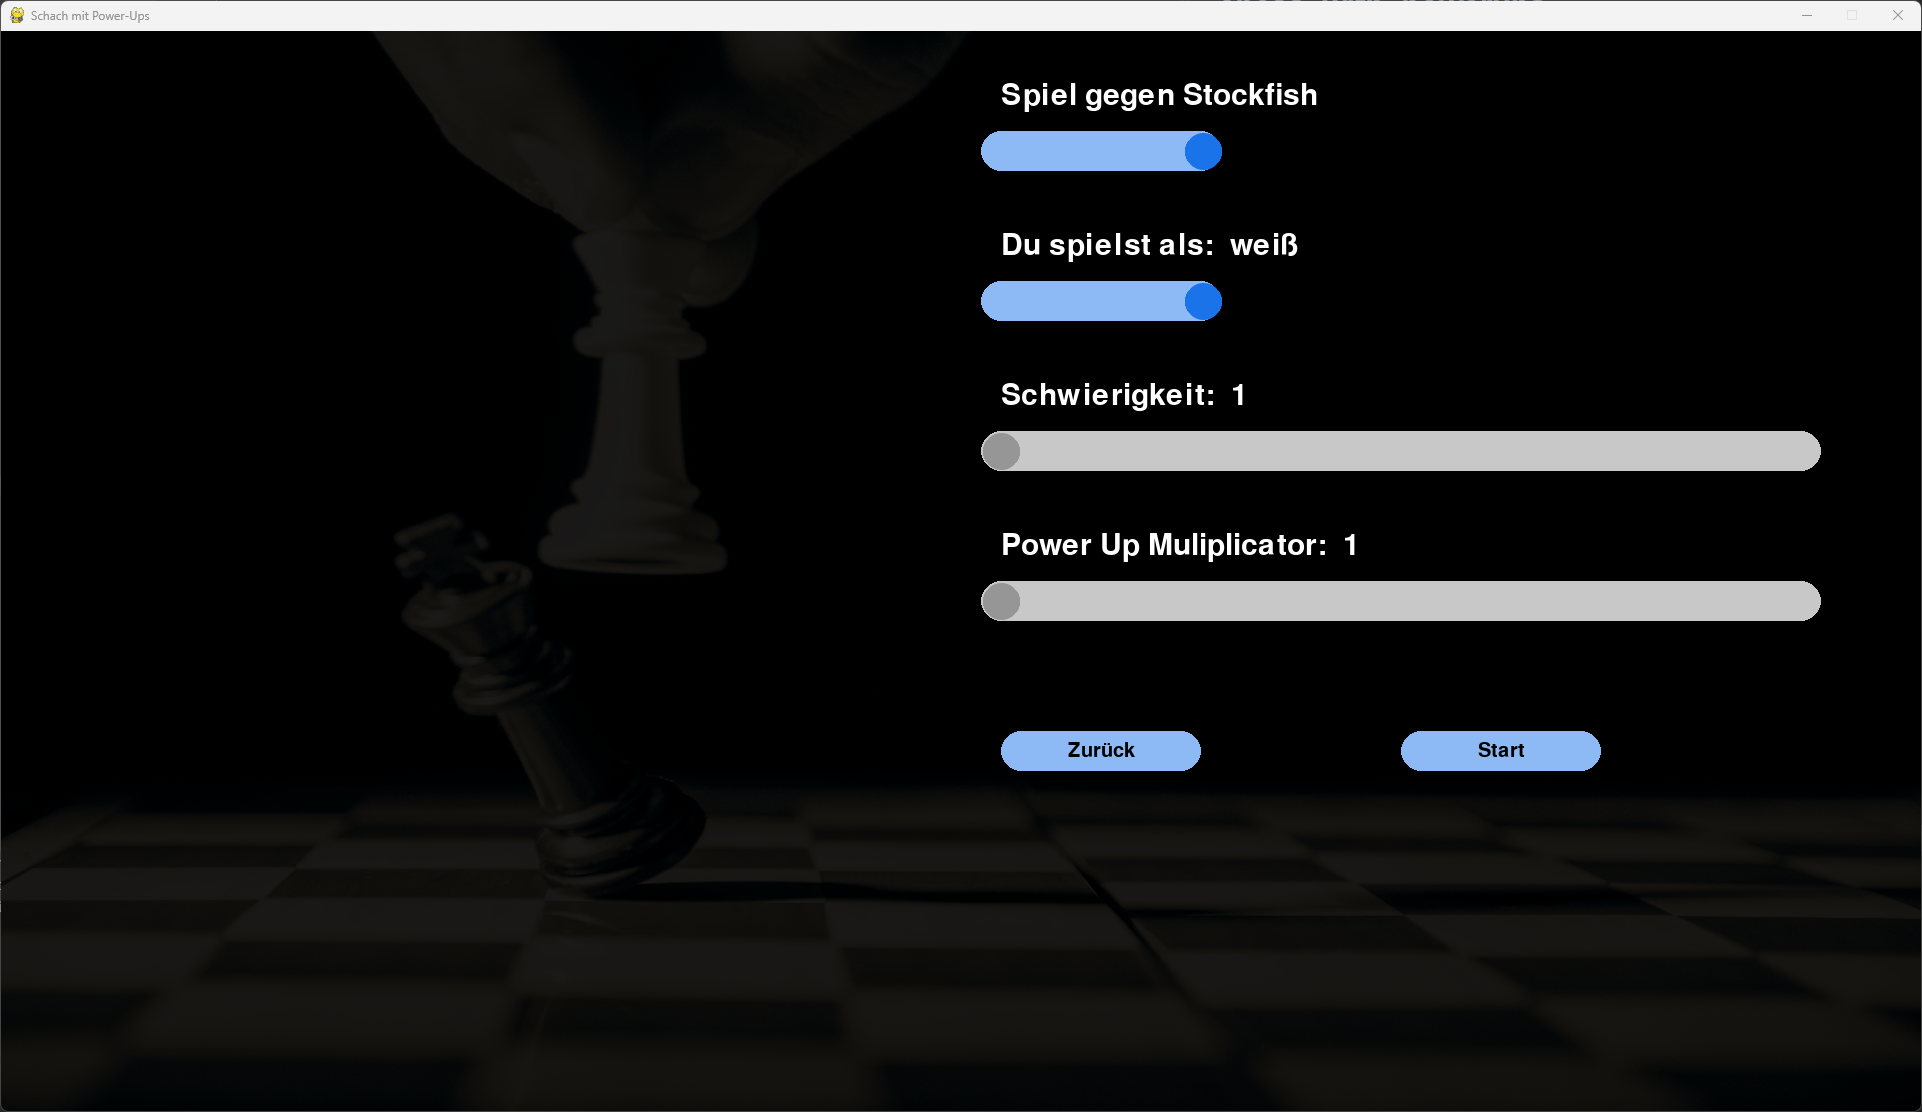 Schach mit Power-Ups
Spiel gegen Stockfish
Du spielst als: weiß
Schwierigkeit: 1
Power Up Muliplicator: 1
Zurück
Start